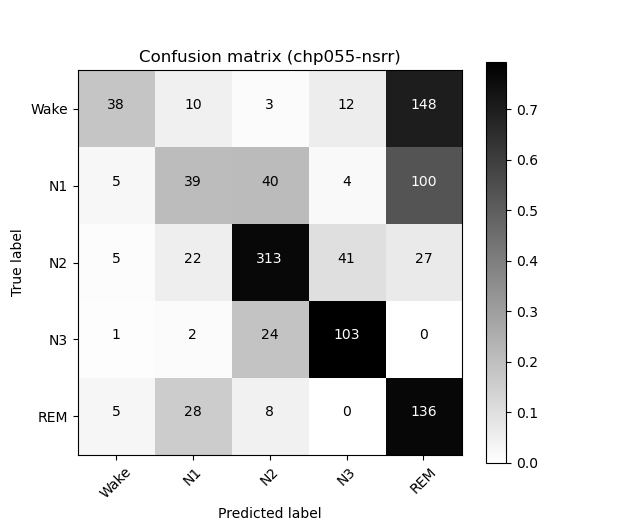 Confusion matrix (chp055-nsrr)
Wake 38 10 3 12 148
N1 5 39 40 4 100
N2 5 22 313 41 27
N3 1 2 24 103 0
REM 5 28 8 0 136
Wake N1 N2 N3 REM
Predicted label
True label
0.7
0.6
0.5
0.4
0.3
0.2
0.1
0.0